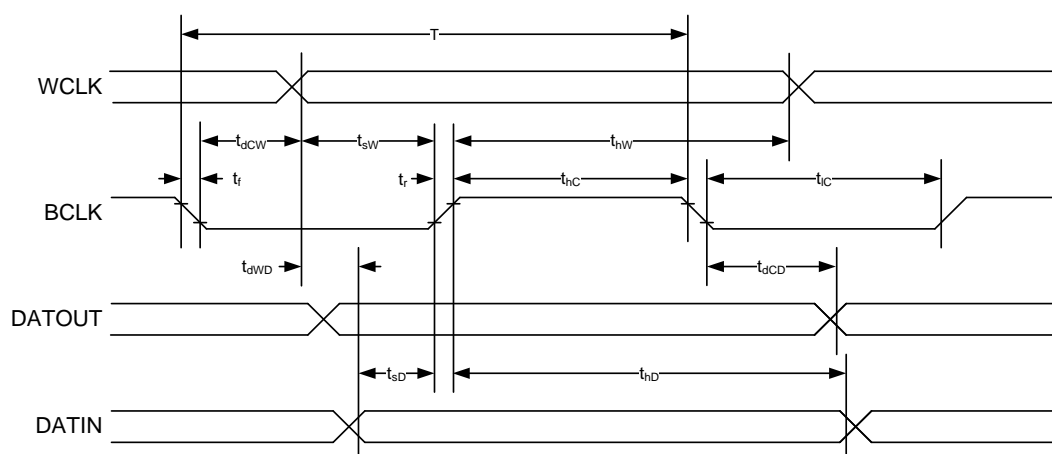 T
WCLK
tdCW
tsW
thW
tf
tr
thC
tlC
BCLK
tdWD
tdCD
DATOUT
tsD
thD
DATIN